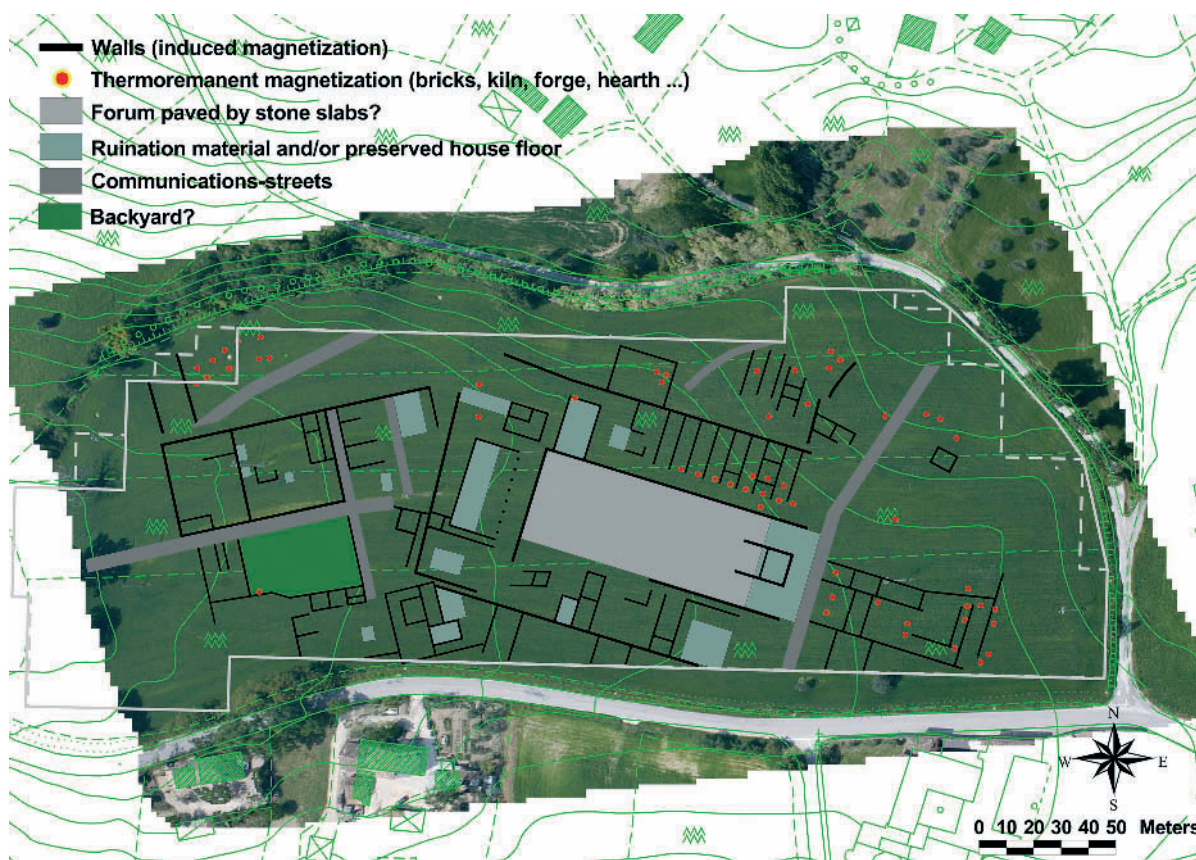 Walls (induced magnetization)
Thermoremanent magnetization (bricks, kiln, forge, hearth ...)
Forum paved by stone slabs?
Ruination material and/or preserved house floor
Communications-streets
Backyard?
N
W E
S
0 10 20 30 40 50 Meters